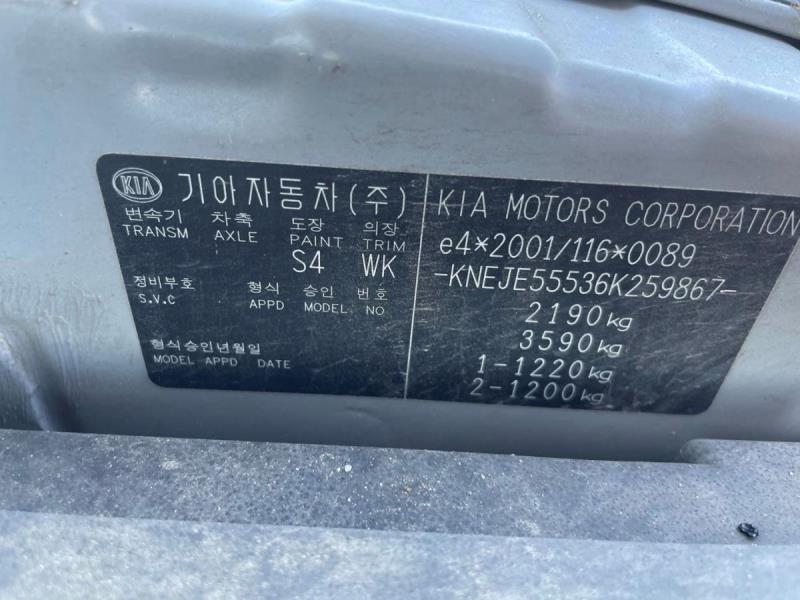 KIA 기아자동차(주)
변속기 차축 도장 의장
TRANSM AXLE PAINT TRIM
S4 WK
정비부호 형식 승인 번호
S.V.C APPD MODEL NO
형식승인년월일
MODEL APPD DATE
KIA MOTORS CORPORATION
e4*2001/116*0089
-KNEJE55536K259867-
2190kg
3590kg
1-1220kg
2-1200kg